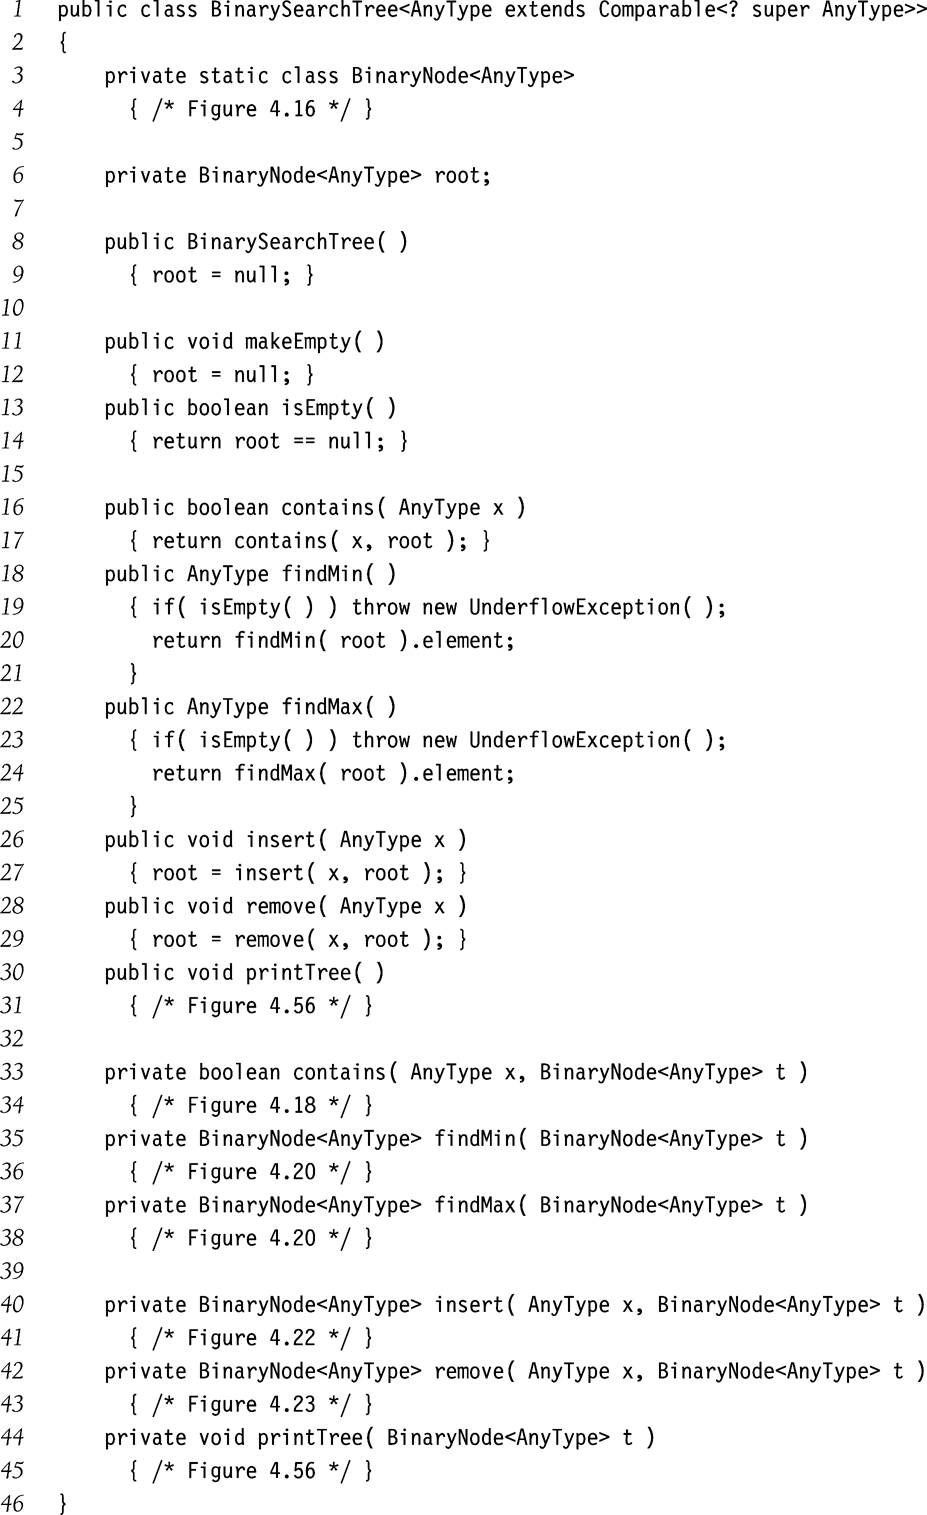 1 public class BinarySearchTree<AnyType extends Comparable<? super AnyType>>
2 {
3     private static class BinaryNode<AnyType>
4       { /* Figure 4.16 */ }
5
6     private BinaryNode<AnyType> root;
7
8     public BinarySearchTree( )
9       { root = null; }
10
11     public void makeEmpty( )
12       { root = null; }
13     public boolean isEmpty( )
14       { return root == null; }
15
16     public boolean contains( AnyType x )
17       { return contains( x, root ); }
18     public AnyType findMin( )
19       { if( isEmpty( ) ) throw new UnderflowException( );
20         return findMin( root ).element;
21       }
22     public AnyType findMax( )
23       { if( isEmpty( ) ) throw new UnderflowException( );
24         return findMax( root ).element;
25       }
26     public void insert( AnyType x )
27       { root = insert( x, root ); }
28     public void remove( AnyType x )
29       { root = remove( x, root ); }
30     public void printTree( )
31       { /* Figure 4.56 */ }
32
33     private boolean contains( AnyType x, BinaryNode<AnyType> t )
34       { /* Figure 4.18 */ }
35     private BinaryNode<AnyType> findMin( BinaryNode<AnyType> t )
36       { /* Figure 4.20 */ }
37     private BinaryNode<AnyType> findMax( BinaryNode<AnyType> t )
38       { /* Figure 4.20 */ }
39
40     private BinaryNode<AnyType> insert( AnyType x, BinaryNode<AnyType> t )
41       { /* Figure 4.22 */ }
42     private BinaryNode<AnyType> remove( AnyType x, BinaryNode<AnyType> t )
43       { /* Figure 4.23 */ }
44     private void printTree( BinaryNode<AnyType> t )
45       { /* Figure 4.56 */ }
46 }